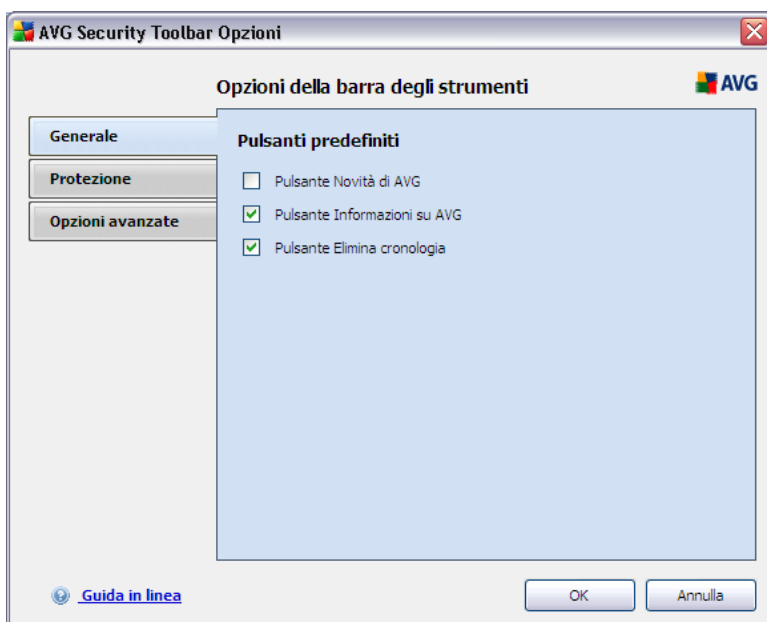 AVG Security Toolbar Opzioni
Opzioni della barra degli strumenti
AVG
Generale
Protezione
Opzioni avanzate
Pulsanti predefiniti
Pulsante Novità di AVG
Pulsante Informazioni su AVG
Pulsante Elimina cronologia
Guida in linea
OK
Annulla